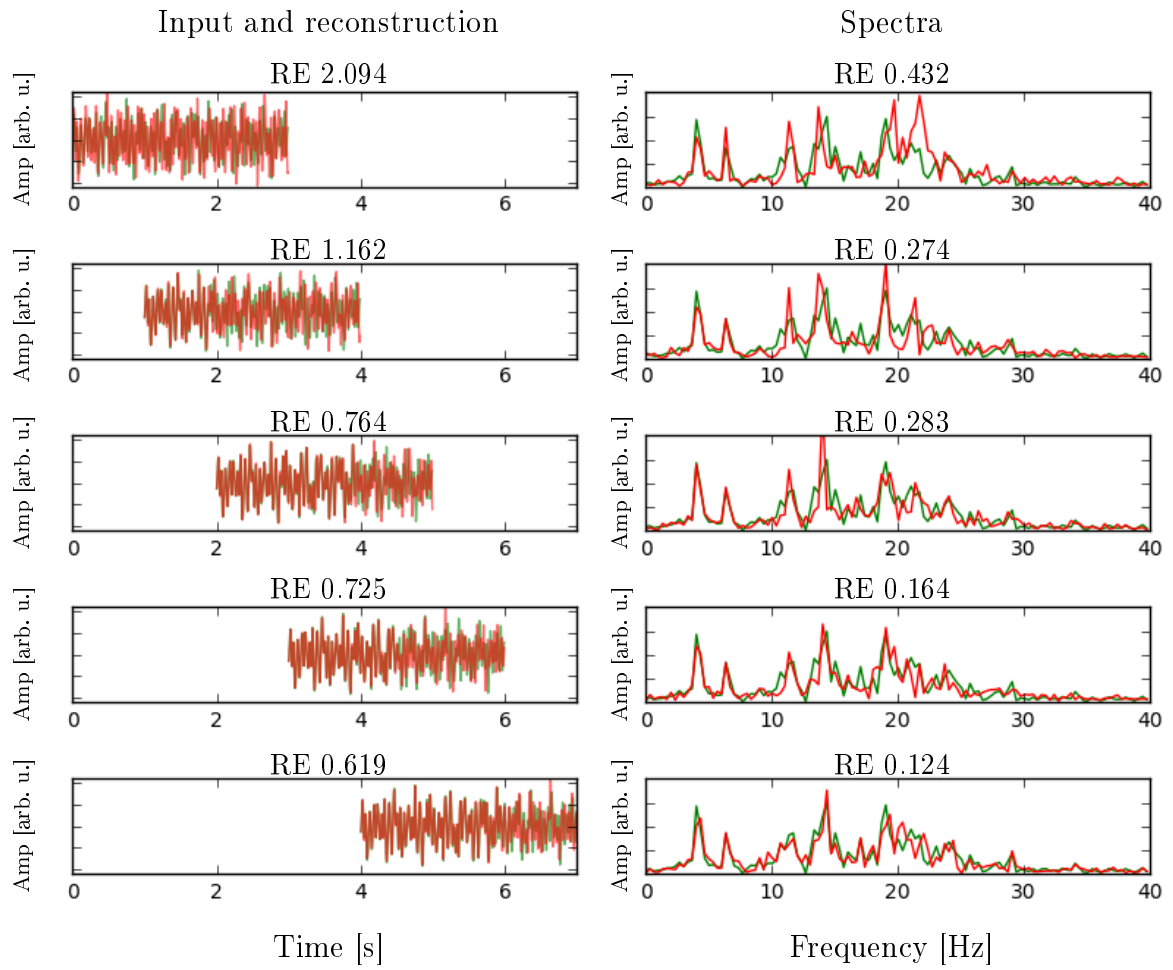 Input and reconstruction
Spectra
RE 2.094
RE 0.432
Amp [arb. u.]
Amp [arb. u.]
0 2 4 6
0 10 20 30 40
RE 1.162
RE 0.274
Amp [arb. u.]
Amp [arb. u.]
0 2 4 6
0 10 20 30 40
RE 0.764
RE 0.283
Amp [arb. u.]
Amp [arb. u.]
0 2 4 6
0 10 20 30 40
RE 0.725
RE 0.164
Amp [arb. u.]
Amp [arb. u.]
0 2 4 6
0 10 20 30 40
RE 0.619
RE 0.124
Amp [arb. u.]
Amp [arb. u.]
0 2 4 6
0 10 20 30 40
Time [s]
Frequency [Hz]